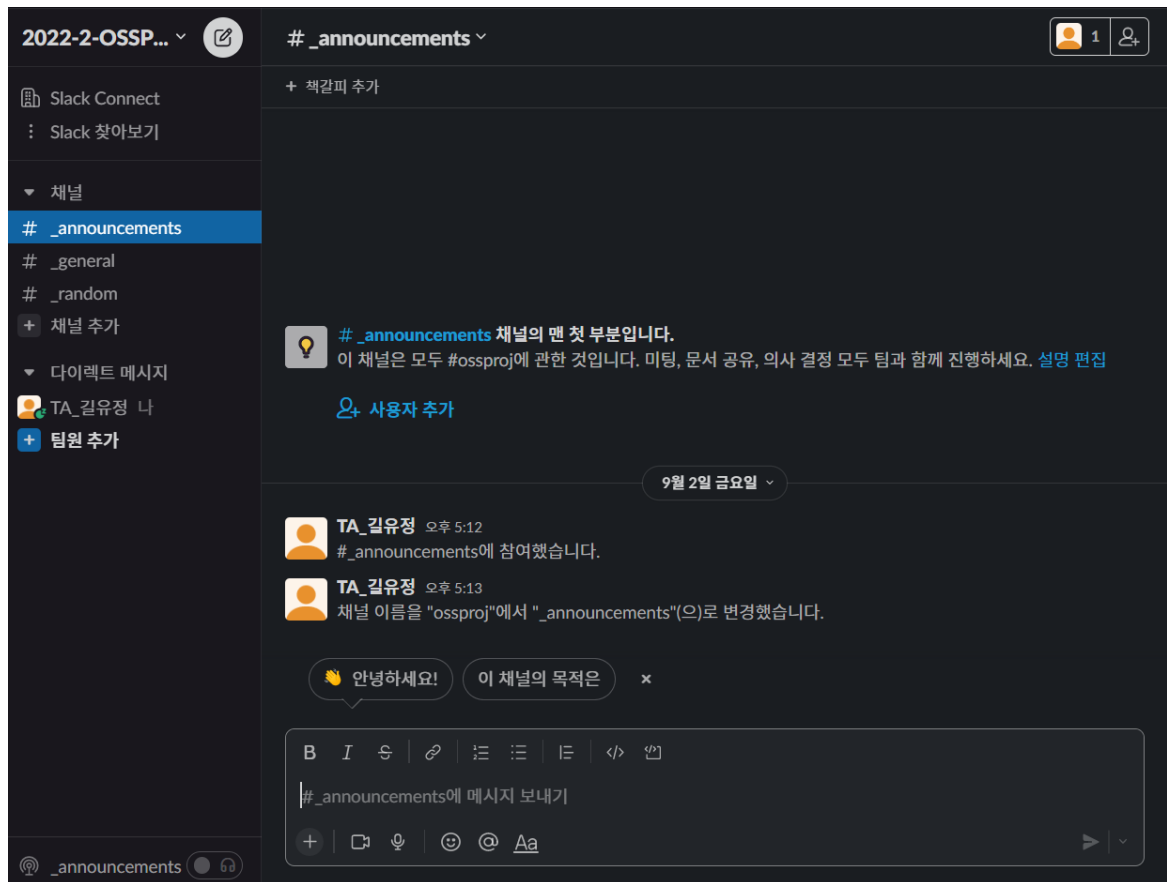 2022-2-OSSP...
Slack Connect
Slack 찾아보기
채널
# _announcements
# _general
# _random
+ 채널 추가
다이렉트 메시지
TA_길유정 나
+ 팀원 추가
_announcements
# _announcements
1
+ 책갈피 추가
# _announcements 채널의 맨 첫 부분입니다.
이 채널은 모두 #ossproj에 관한 것입니다. 미팅, 문서 공유, 의사 결정 모두 팀과 함께 진행하세요. 설명 편집
사용자 추가
9월 2일 금요일
TA_길유정 오후 5:12
#_announcements에 참여했습니다.
TA_길유정 오후 5:13
채널 이름을 "ossproj"에서 "_announcements"(으)로 변경했습니다.
👋 안녕하세요! 이 채널의 목적은 ×
B I S
#_announcements에 메시지 보내기
+ @ Aa